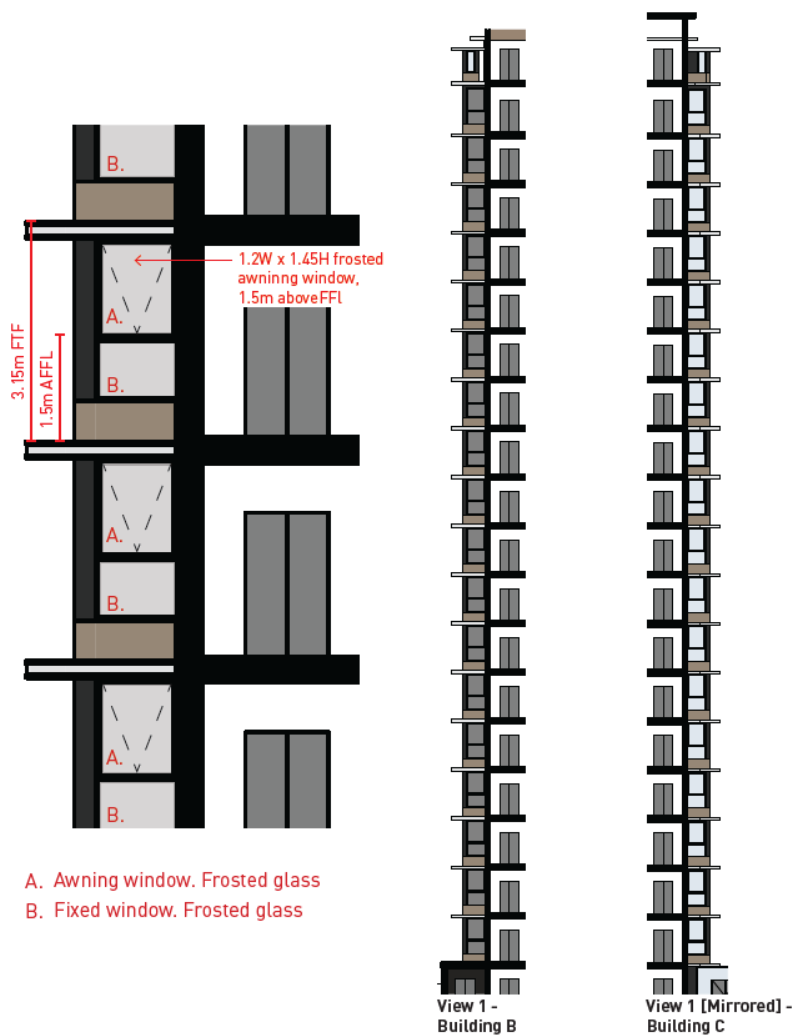 B.
1.2W x 1.45H frosted
awninng window,
1.5m aboveFFl
A.
3.15m FTF
1.5m AFFL
B.
A.
B.
A.
B.
A. Awning window. Frosted glass
B. Fixed window. Frosted glass
View 1 -
Building B
View 1 [Mirrored] -
Building C